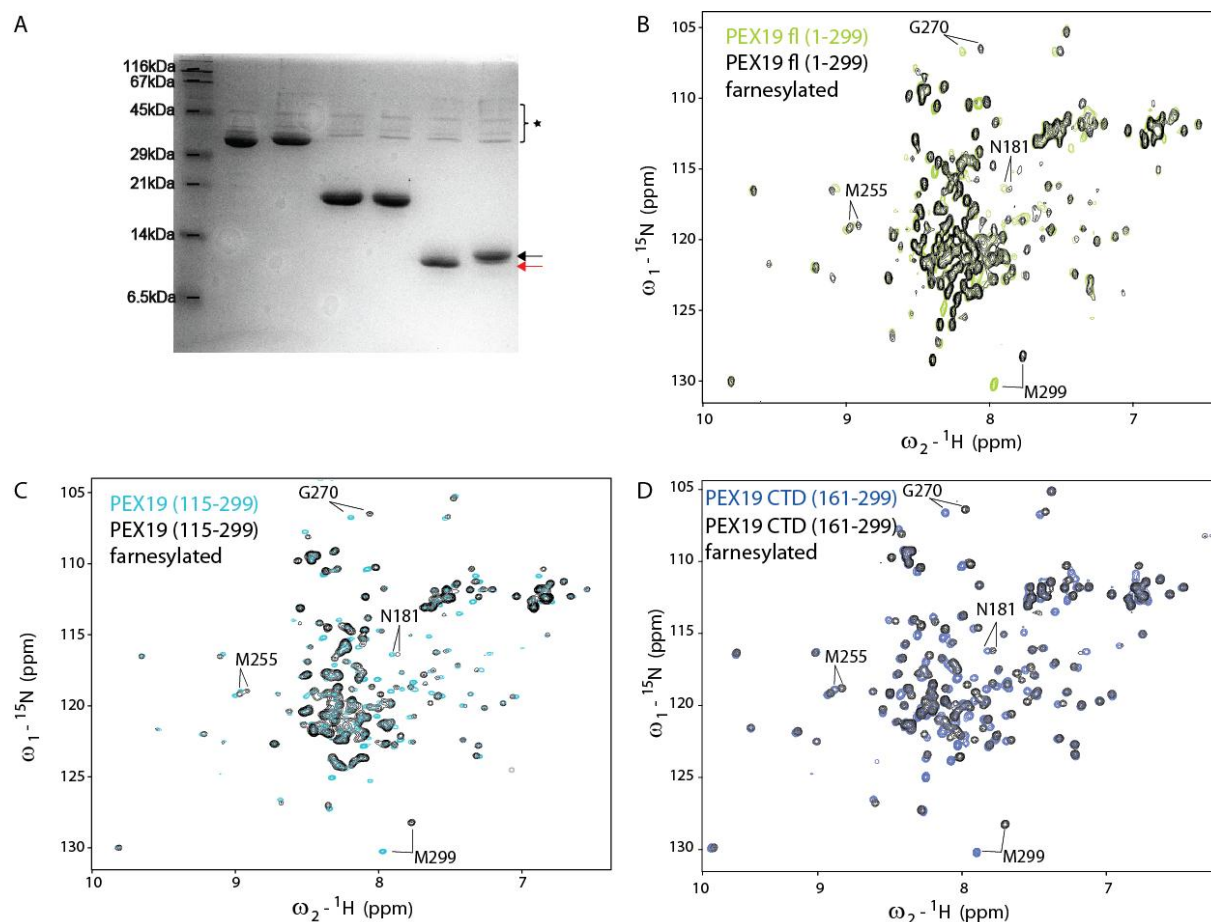 A
116kDa
67kDa
45kDa
29kDa
21kDa
14kDa
6.5kDa
★
B
PEX19 fl (1-299)
PEX19 fl (1-299)
farnesylated
G270
N181
M255
M299
105
110
115
120
125
130
ω1 - 15N (ppm)
10 9 8 7
ω2 - 1H (ppm)
C
PEX19 (115-299)
PEX19 (115-299)
farnesylated
G270
N181
M255
M299
105
110
115
120
125
130
ω1 - 15N (ppm)
10 9 8 7
ω2 - 1H (ppm)
D
PEX19 CTD (161-299)
PEX19 CTD (161-299)
farnesylated
G270
N181
M255
M299
105
110
115
120
125
130
ω1 - 15N (ppm)
10 9 8 7
ω2 - 1H (ppm)